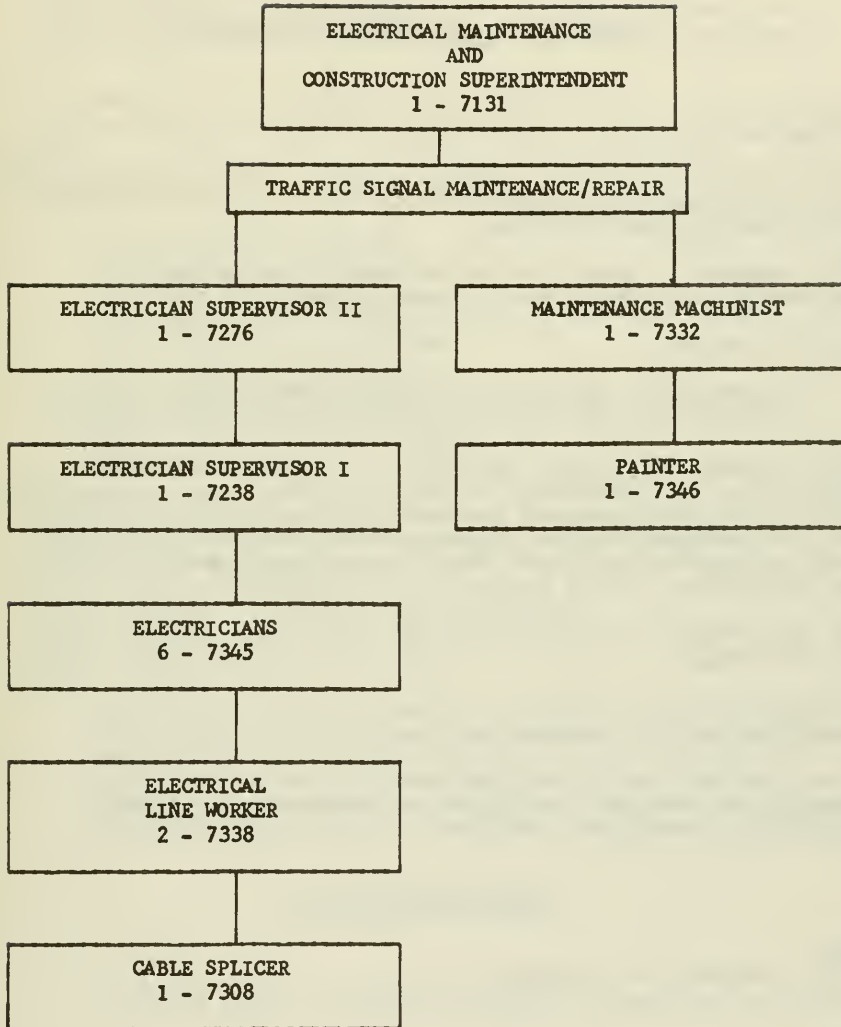 ELECTRICAL MAINTENANCE
AND
CONSTRUCTION SUPERINTENDENT
1 - 7131
TRAFFIC SIGNAL MAINTENANCE/REPAIR
ELECTRICIAN SUPERVISOR II
1 - 7276
MAINTENANCE MACHINIST
1 - 7332
ELECTRICIAN SUPERVISOR I
1 - 7238
PAINTER
1 - 7346
ELECTRICIANS
6 - 7345
ELECTRICAL
LINE WORKER
2 - 7338
CABLE SPLICER
1 - 7308